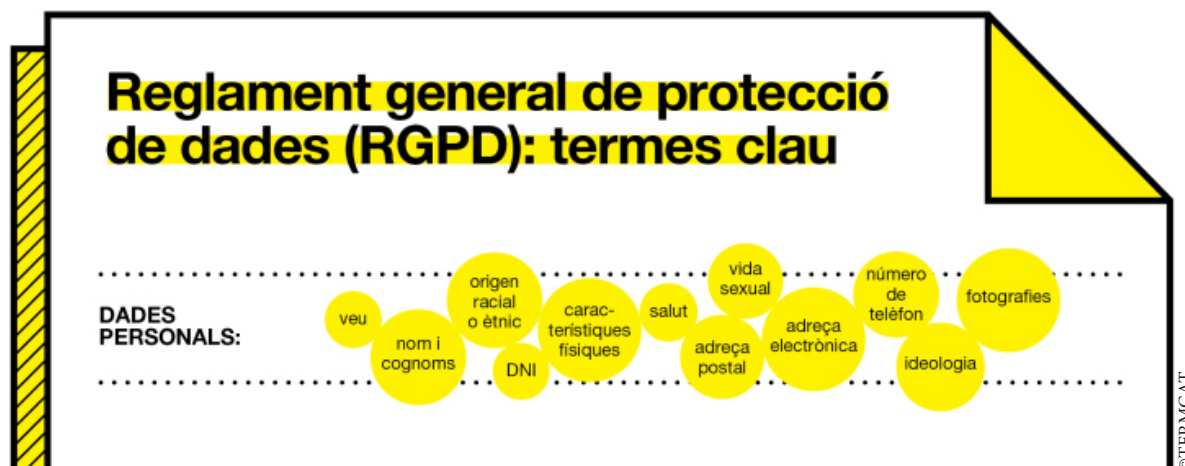 Reglament general de protecció
de dades (RGPD): termes clau
DADES
PERSONALS:
veu
nom i
cognoms
origen
racial
o ètnic
DNI
carac-
terístiques
físiques
salut
adreça
postal
vida
sexual
adreça
electrònica
número
de
telèfon
ideologia
fotografies
©TERMCAT